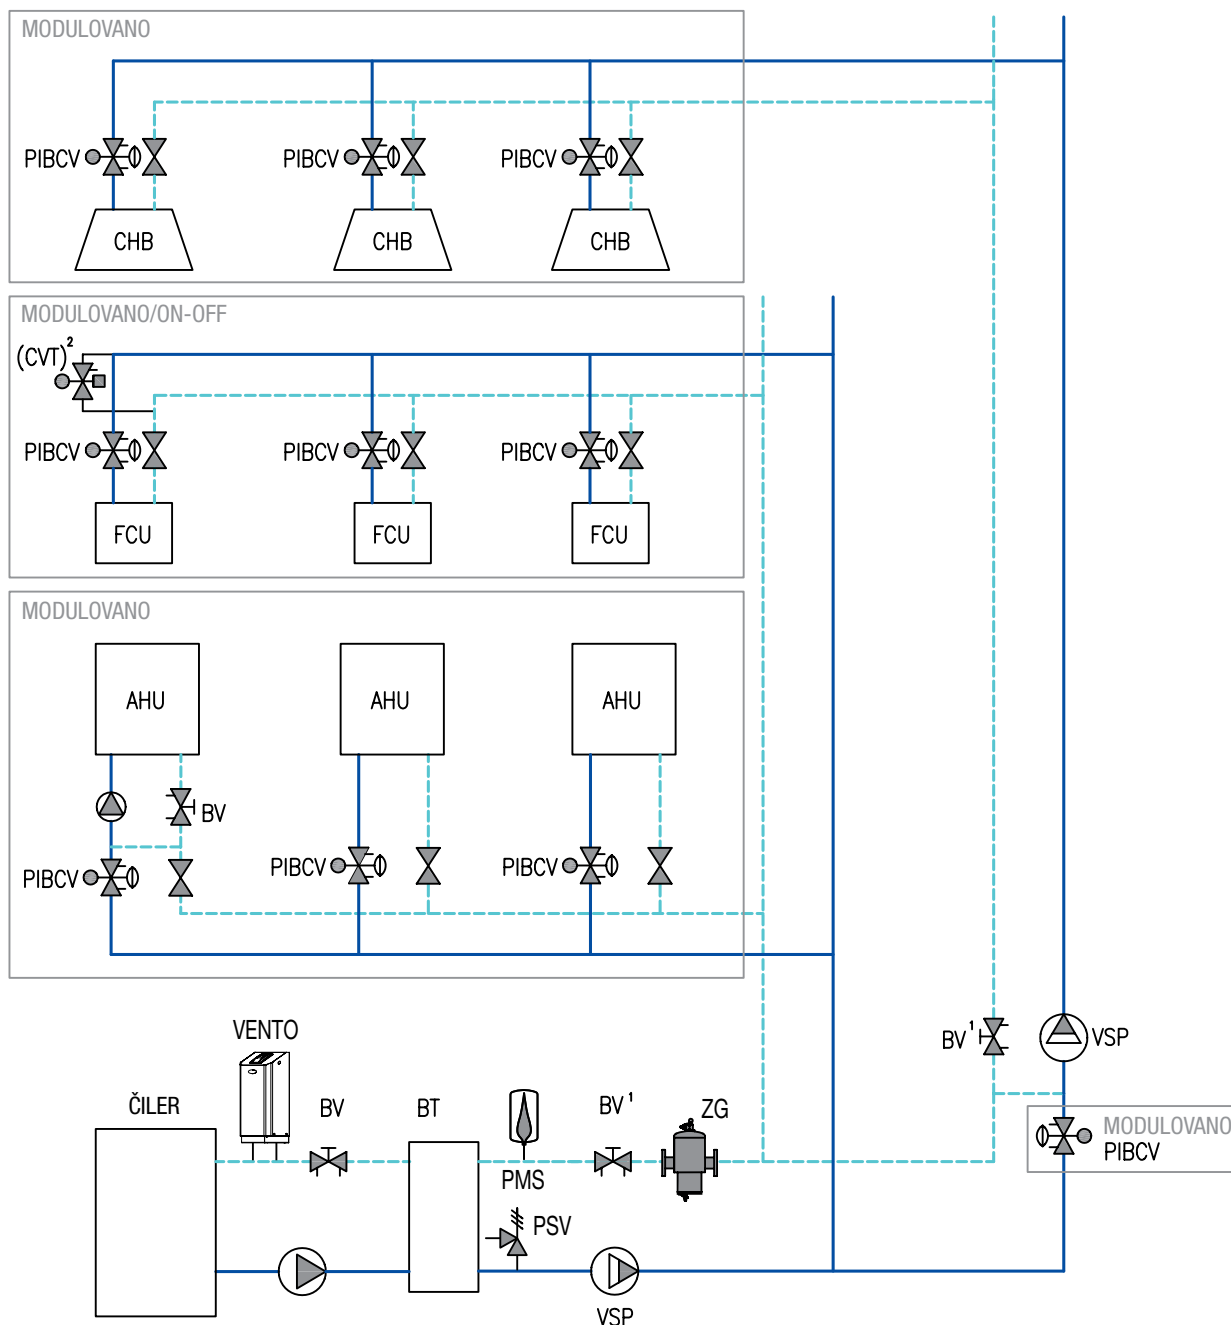 MODULOVANO
PIBCV PIBCV PIBCV
CHB CHB CHB
MODULOVANO/ON-OFF
(CVT)²
PIBCV PIBCV PIBCV
FCU FCU FCU
MODULOVANO
AHU AHU AHU
BV
PIBCV PIBCV PIBCV
VENTO
BV¹ VSP
ČILER BV BT BV¹ ZG
MODULOVANO
PIBCV
PMS
PSV
VSP